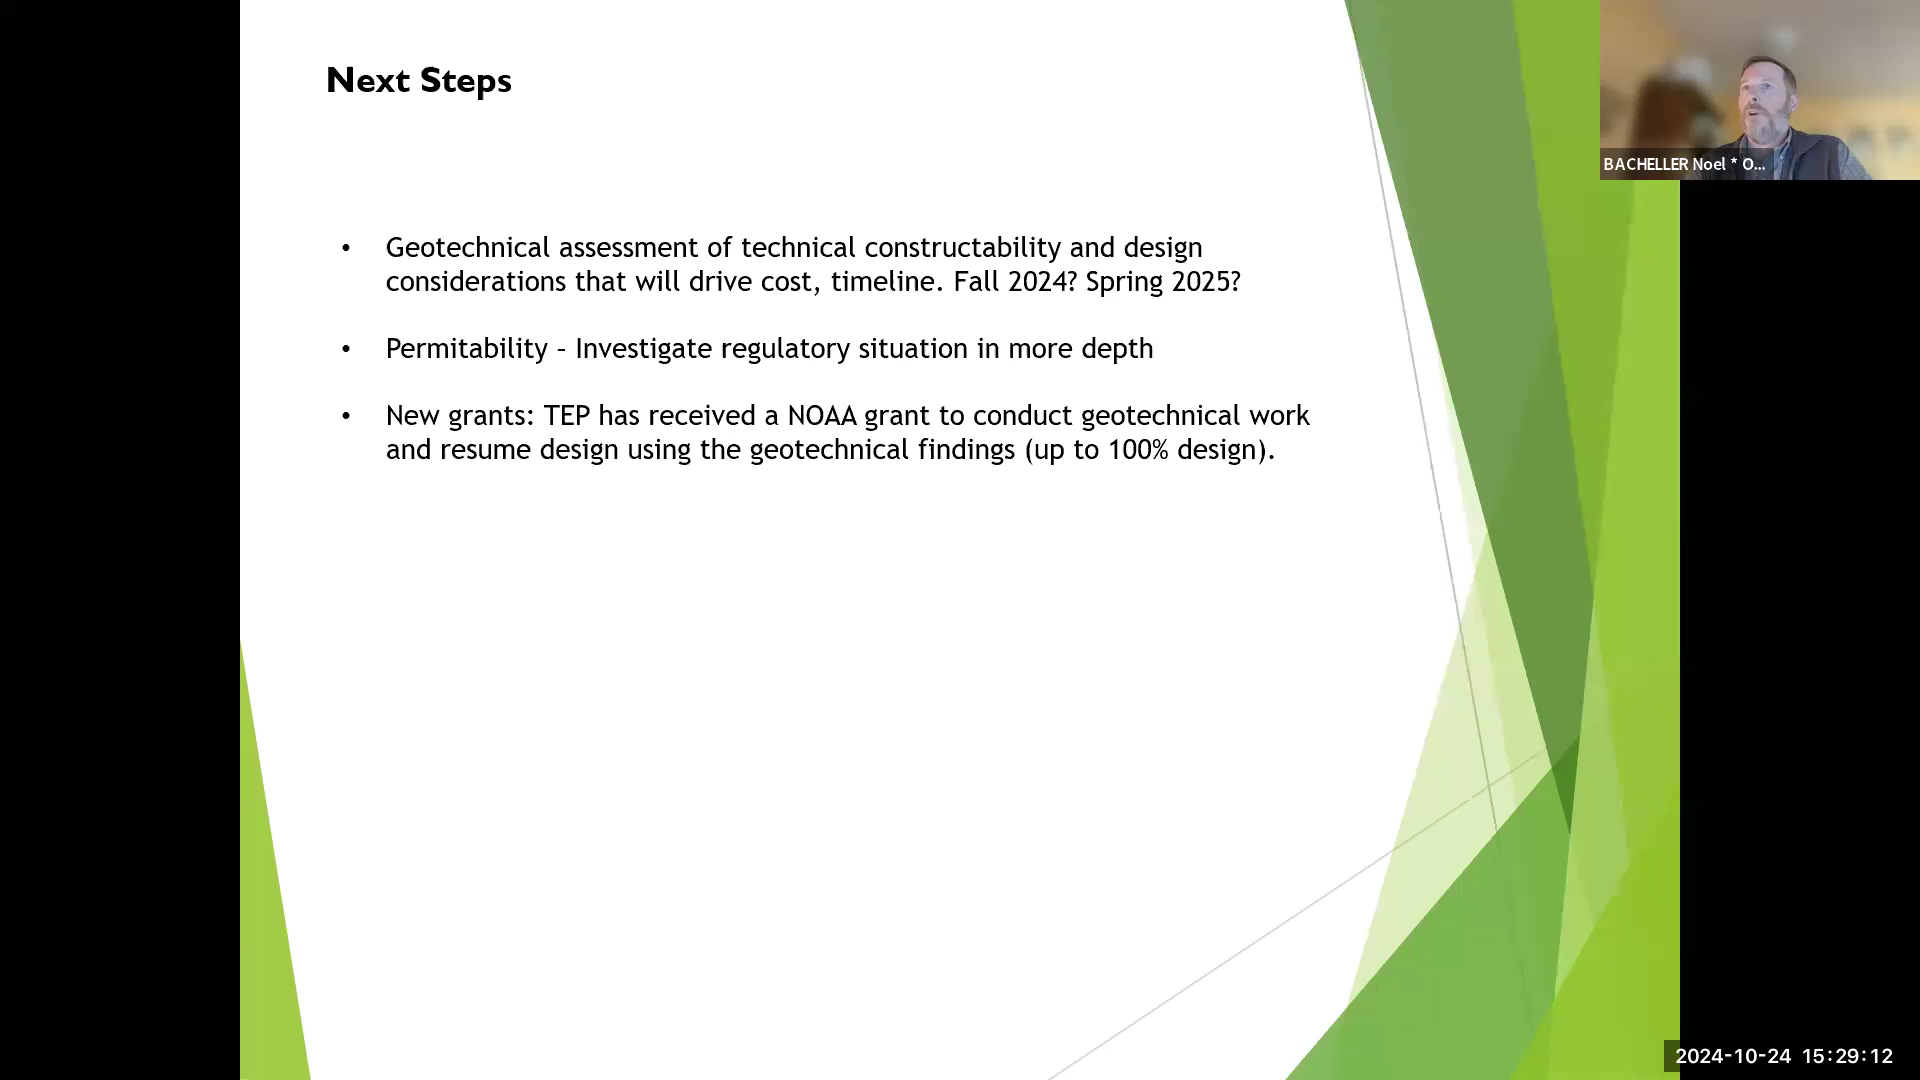 Next Steps
BACHELLER Noel * O...
• Geotechnical assessment of technical constructability and design
considerations that will drive cost, timeline. Fall 2024? Spring 2025?
• Permitability – Investigate regulatory situation in more depth
• New grants: TEP has received a NOAA grant to conduct geotechnical work
and resume design using the geotechnical findings (up to 100% design).
2024-10-24 15:29:12